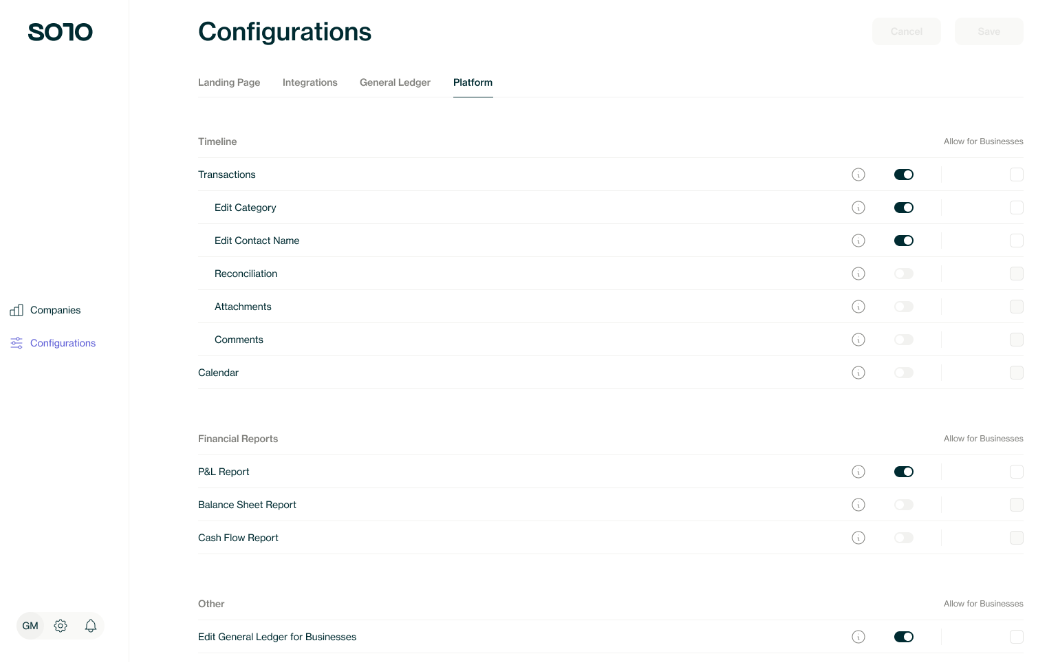 SOTO
Configurations
Cancel
Save
Landing Page
Integrations
General Ledger
Platform
Timeline
Allow for Businesses
Transactions
Edit Category
Edit Contact Name
Reconciliation
Attachments
Comments
Calendar
Companies
Configurations
Financial Reports
Allow for Businesses
P&L Report
Balance Sheet Report
Cash Flow Report
Other
Allow for Businesses
Edit General Ledger for Businesses
GM